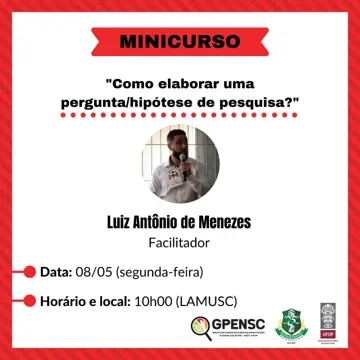 MINICURSO
"Como elaborar uma
pergunta/hipótese de pesquisa?"
Luiz Antônio de Menezes
Facilitador
Data: 08/05 (segunda-feira)
Horário e local: 10h00 (LAMUSC)
GPENSC
UFOP